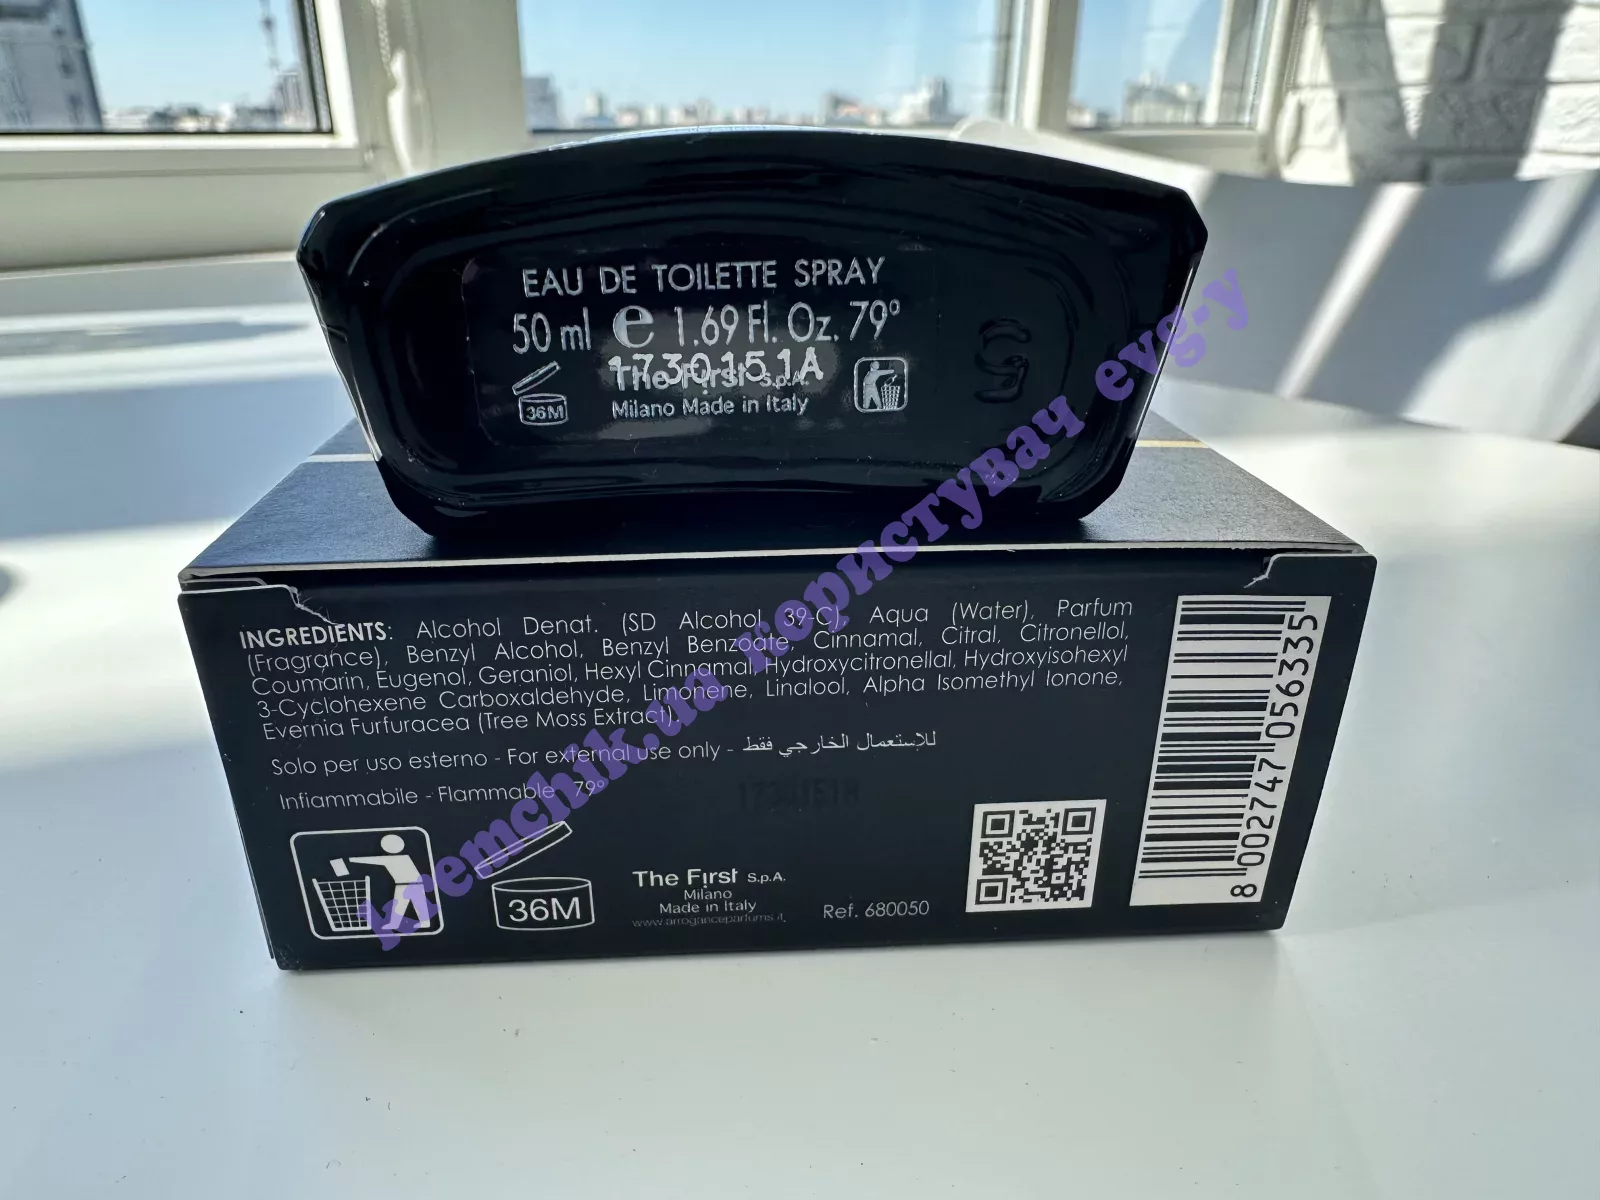 EAU DE TOILETTE SPRAY
50 ml e 1.69 Fl. Oz. 79°
1730151A
The First S.p.A.
36M
Milano Made in Italy
INGREDIENTS: Alcohol Denat. (SD Alcohol 39-C), Aqua (Water), Parfum
(Fragrance), Benzyl Alcohol, Benzyl Benzoate, Cinnamal, Citral, Citronellol,
Coumarin, Eugenol, Geraniol, Hexyl Cinnamal, Hydroxycitronellal, Hydroxyisohexyl
3-Cyclohexene Carboxaldehyde, Limonene, Linalool, Alpha Isomethyl Ionone,
Evernia Furfuracea (Tree Moss Extract).
Solo per uso esterno - For external use only - للإستعمال الخارجي فقط
Infiammabile - Flammable 79°
36M
The First S.p.A.
Milano
Made in Italy
www.arroganceparfums.it
Ref. 680050
8 002747 056335
kremchik.ua користувач evg-y